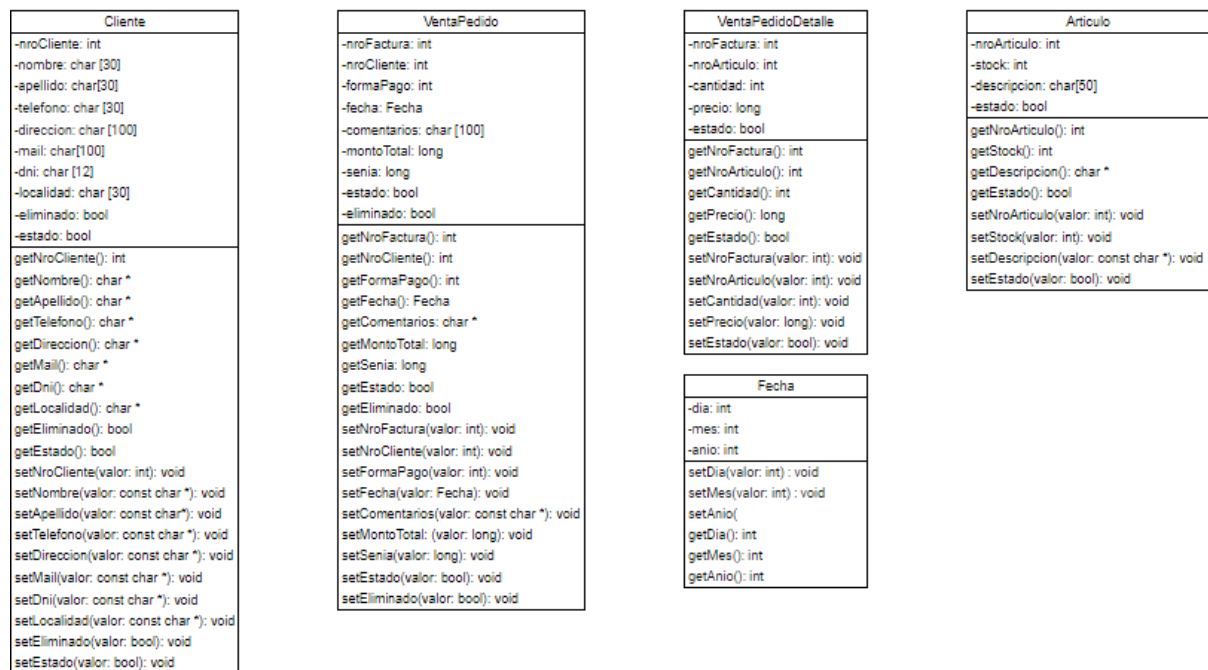 Cliente
-nroCliente: int
-nombre: char [30]
-apellido: char[30]
-telefono: char [30]
-direccion: char [100]
-mail: char[100]
-dni: char [12]
-localidad: char [30]
-eliminado: bool
-estado: bool
getNroCliente(): int
getNombre(): char *
getApellido(): char *
getTelefono(): char *
getDireccion(): char *
getMail(): char *
getDni(): char *
getLocalidad(): char *
getEliminado(): bool
getEstado(): bool
setNroCliente(valor: int): void
setNombre(valor: const char *): void
setApellido(valor: const char*): void
setTelefono(valor: const char *): void
setDireccion(valor: const char *): void
setMail(valor: const char *): void
setDni(valor: const char *): void
setLocalidad(valor: const char *): void
setEliminado(valor: bool): void
setEstado(valor: bool): void
VentaPedido
-nroFactura: int
-nroCliente: int
-formaPago: int
-fecha: Fecha
-comentarios: char [100]
-montoTotal: long
-senia: long
-estado: bool
-eliminado: bool
getNroFactura(): int
getNroCliente(): int
getFormaPago(): int
getFecha(): Fecha
getComentarios: char *
getMontoTotal: long
getSenia: long
getEstado: bool
getEliminado: bool
setNroFactura(valor: int): void
setNroCliente(valor: int): void
setFormaPago(valor: int): void
setFecha(valor: Fecha): void
setComentarios(valor: const char *): void
setMontoTotal: (valor: long): void
setSenia(valor: long): void
setEstado(valor: bool): void
setEliminado(valor: bool): void
VentaPedidoDetalle
-nroFactura: int
-nroArticulo: int
-cantidad: int
-precio: long
-estado: bool
getNroFactura(): int
getNroArticulo(): int
getCantidad(): int
getPrecio(): long
getEstado(): bool
setNroFactura(valor: int): void
setNroArticulo(valor: int): void
setCantidad(valor: int): void
setPrecio(valor: long): void
setEstado(valor: bool): void
Fecha
-dia: int
-mes: int
-anio: int
setDia(valor: int) : void
setMes(valor: int) : void
setAnio(
getDia(): int
getMes(): int
getAnio(): int
Articulo
-nroArticulo: int
-stock: int
-descripcion: char[50]
-estado: bool
getNroArticulo(): int
getStock(): int
getDescripcion(): char *
getEstado(): bool
setNroArticulo(valor: int): void
setStock(valor: int): void
setDescripcion(valor: const char *): void
setEstado(valor: bool): void